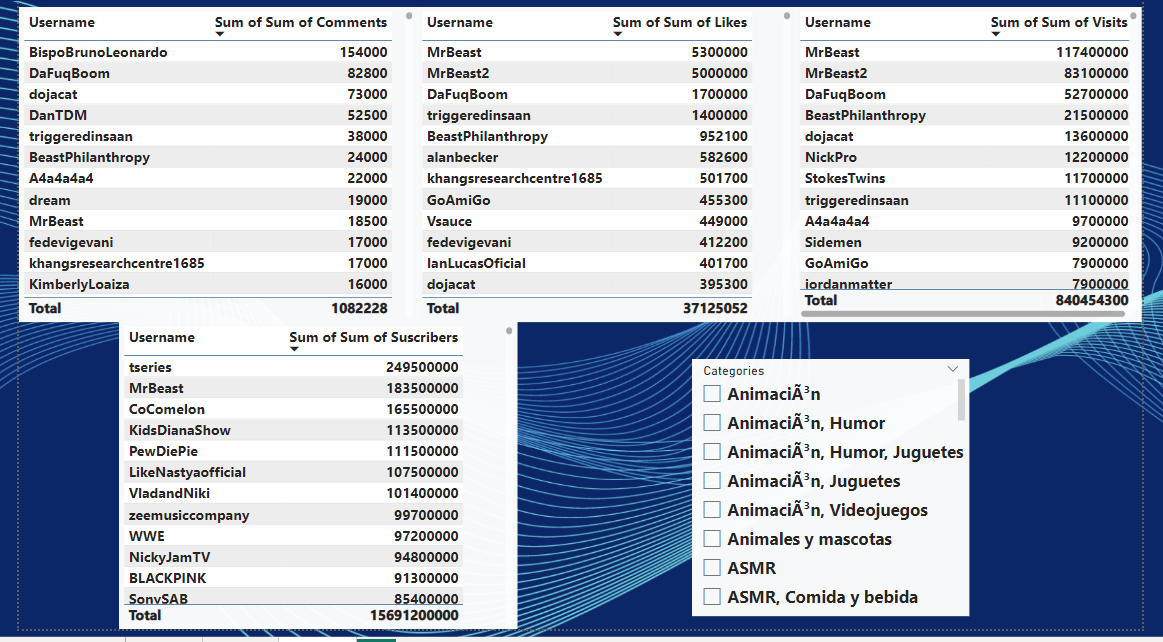 Username Sum of Sum of Comments
BispoBrunoLeonardo 154000
DaFuqBoom 82800
dojacat 73000
DanTDM 52500
triggeredinsaan 38000
BeastPhilanthropy 24000
A4a4a4a4 22000
dream 19000
MrBeast 18500
fedevigevani 17000
khangsresearchcentre1685 17000
KimberlyLoaiza 16000
Total 1082228
Username Sum of Sum of Likes
MrBeast 5300000
MrBeast2 5000000
DaFuqBoom 1700000
triggeredinsaan 1400000
BeastPhilanthropy 952100
alanbecker 582600
khangsresearchcentre1685 501700
GoAmiGo 455300
Vsauce 449000
fedevigevani 412200
IanLucasOficial 401700
dojacat 395300
Total 37125052
Username Sum of Sum of Visits
MrBeast 117400000
MrBeast2 83100000
DaFuqBoom 52700000
BeastPhilanthropy 21500000
dojacat 13600000
NickPro 12200000
StokesTwins 11700000
triggeredinsaan 11100000
A4a4a4a4 9700000
Sidemen 9200000
GoAmiGo 7900000
jordanmatter 7900000
Total 840454300
Username Sum of Sum of Suscribers
tseries 249500000
MrBeast 183500000
CoComelon 165500000
KidsDianaShow 113500000
PewDiePie 111500000
LikeNastyaofficial 107500000
VladandNiki 101400000
zeemusiccompany 99700000
WWE 97200000
NickyJamTV 94800000
BLACKPINK 91300000
SonySAB 85400000
Total 15691200000
Categories
AnimaciÃ³n
AnimaciÃ³n, Humor
AnimaciÃ³n, Humor, Juguetes
AnimaciÃ³n, Juguetes
AnimaciÃ³n, Videojuegos
Animales y mascotas
ASMR
ASMR, Comida y bebida